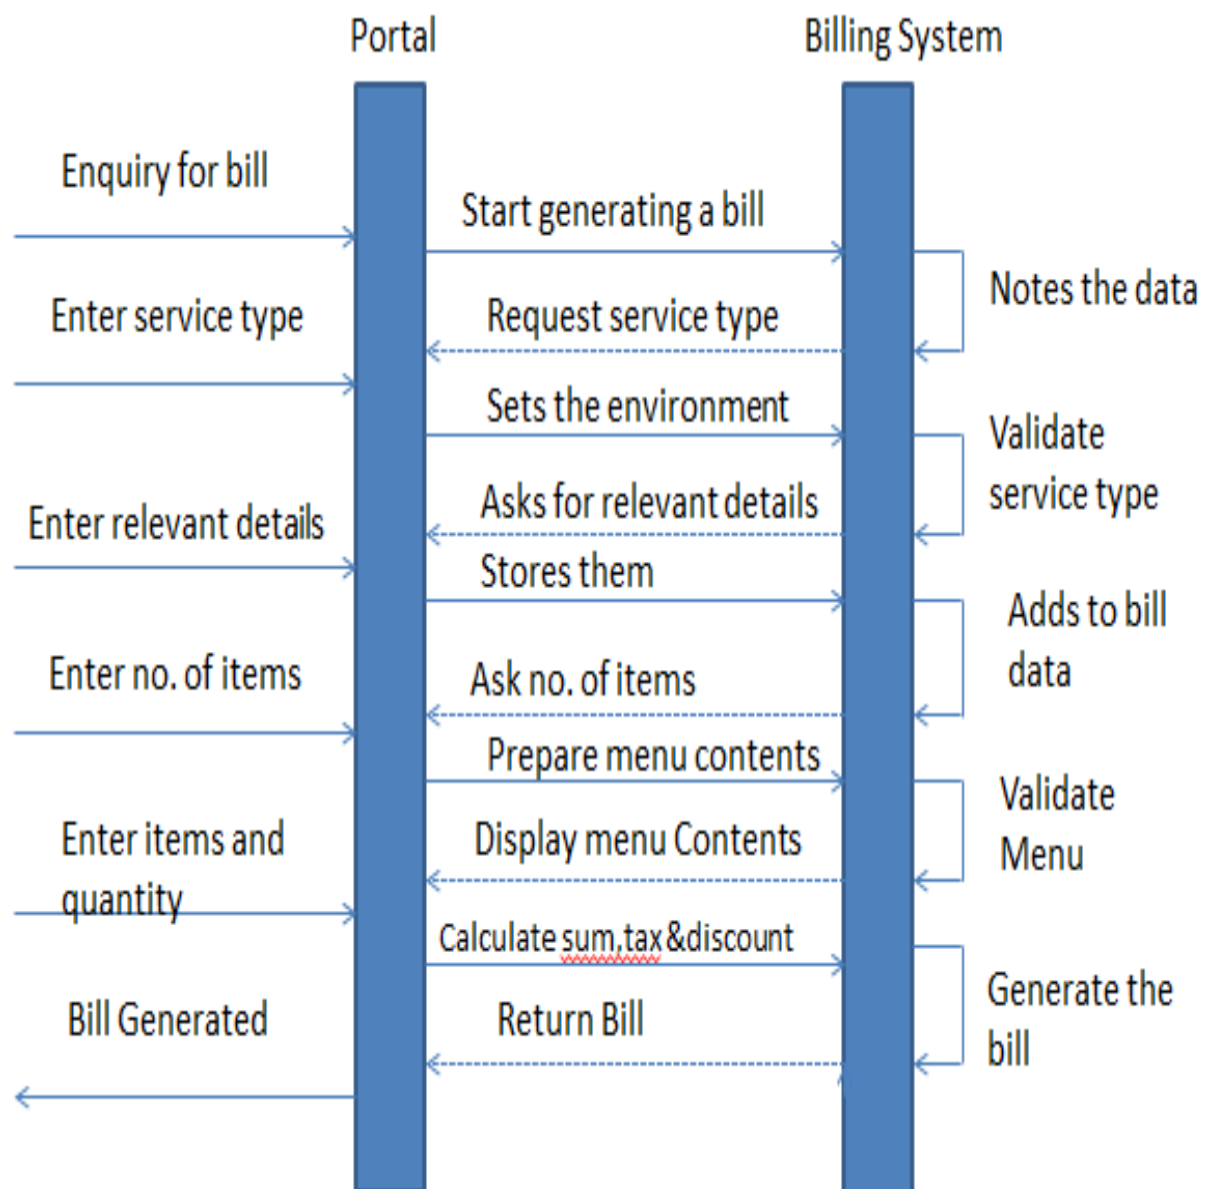 Portal
Billing System
Enquiry for bill
Start generating a bill
Notes the data
Enter service type
Request service type
Sets the environment
Validate
service type
Enter relevant details
Asks for relevant details
Stores them
Adds to bill
data
Enter no. of items
Ask no. of items
Prepare menu contents
Validate
Menu
Enter items and
quantity
Display menu Contents
Calculate sum,tax &discount
Generate the
bill
Bill Generated
Return Bill